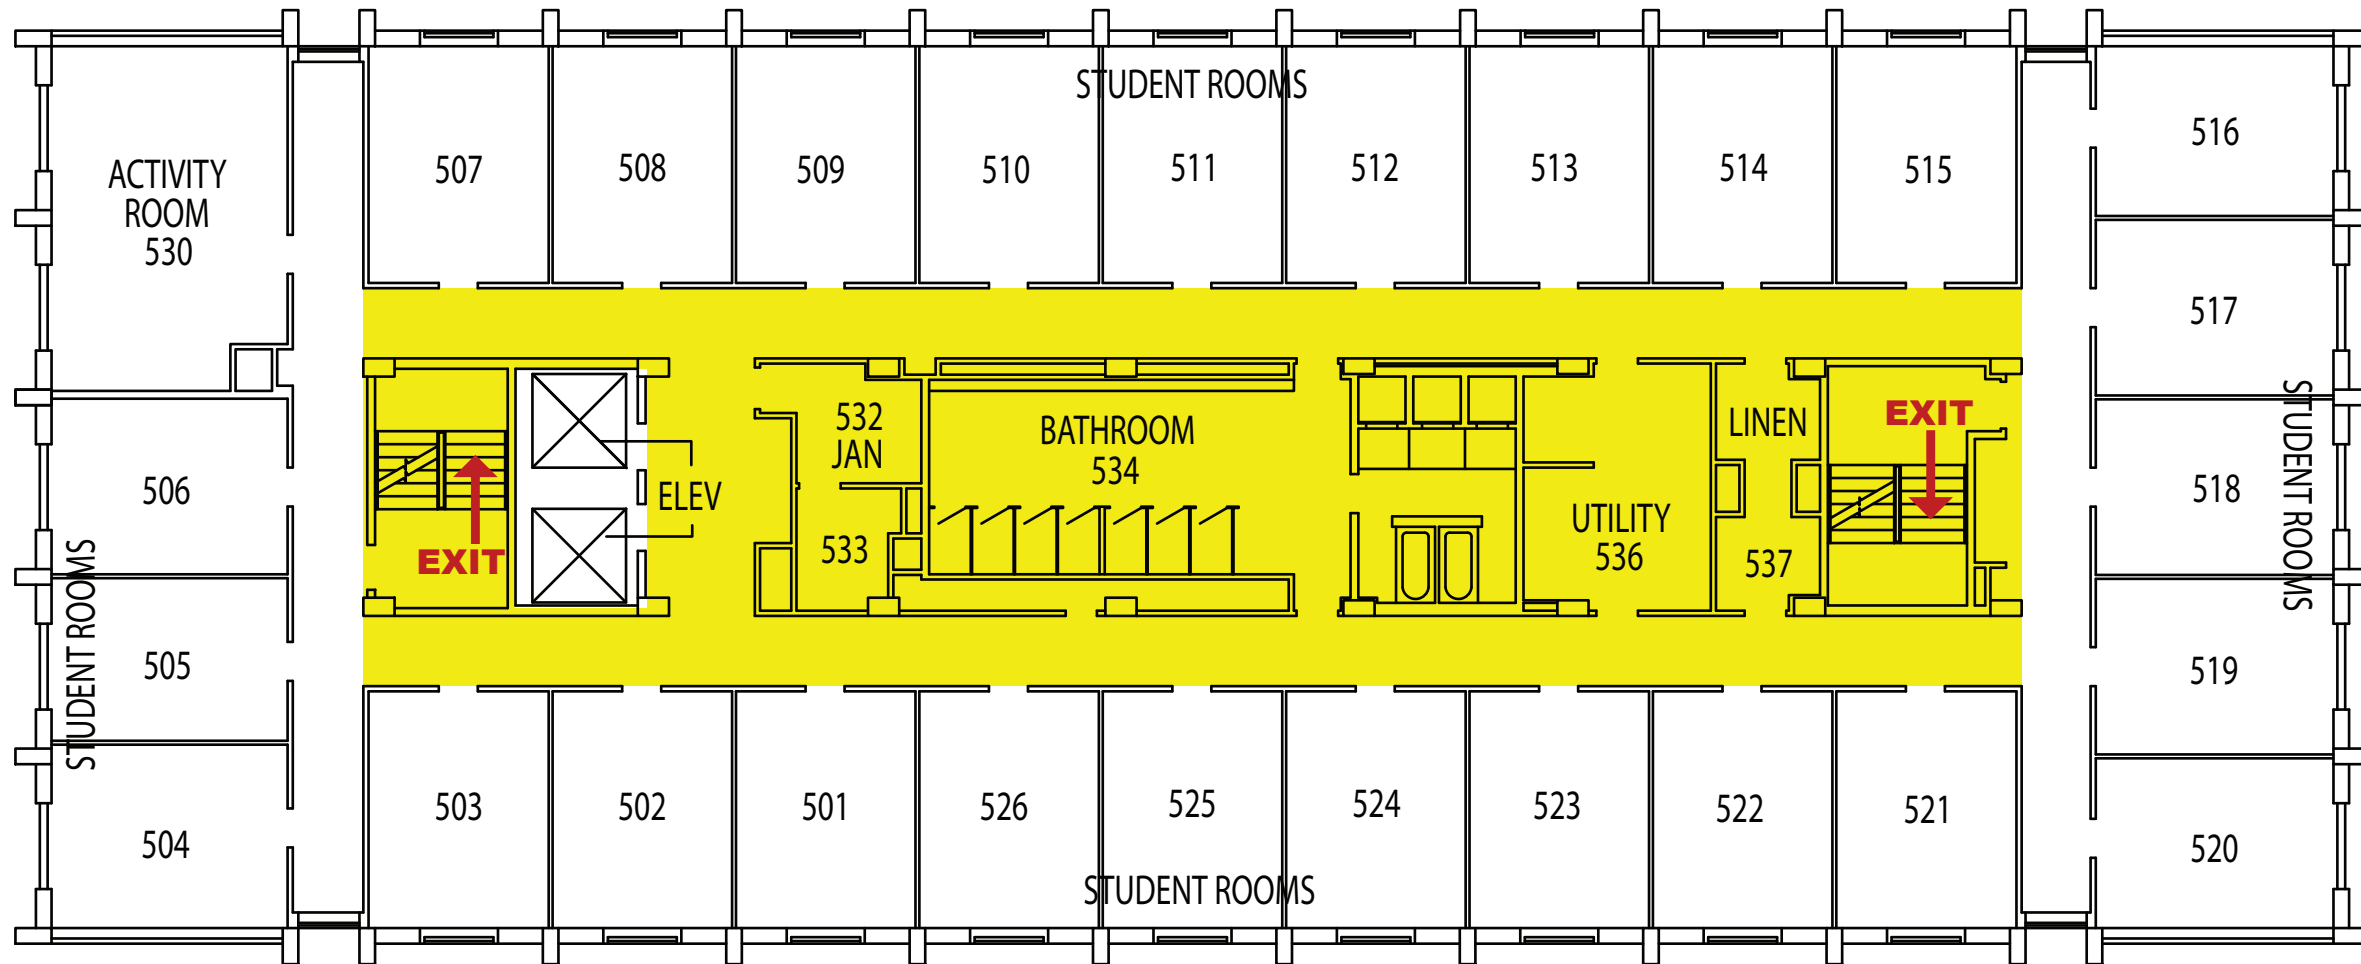 STUDENT ROOMS
ACTIVITY
ROOM
530
507
508
509
510
511
512
513
514
515
516
517
518
519
520
STUDENT ROOMS
506
505
504
STUDENT ROOMS
EXIT
ELEV
532
JAN
533
BATHROOM
534
UTILITY
536
LINEN
537
EXIT
503
502
501
526
525
524
523
522
521
STUDENT ROOMS